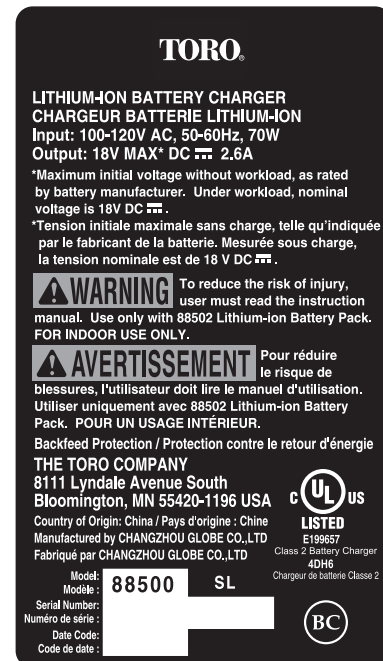 TORO®
LITHIUM-ION BATTERY CHARGER
CHARGEUR BATTERIE LITHIUM-ION
Input: 100-120V AC, 50-60Hz, 70W
Output: 18V MAX* DC ⎓ 2.6A
*Maximum initial voltage without workload, as rated
by battery manufacturer. Under workload, nominal
voltage is 18V DC ⎓ .
*Tension initiale maximale sans charge, telle qu'indiquée
par le fabricant de la batterie. Mesurée sous charge,
la tension nominale est de 18 V DC ⎓ .
WARNING To reduce the risk of injury,
user must read the instruction
manual. Use only with 88502 Lithium-ion Battery Pack.
FOR INDOOR USE ONLY.
AVERTISSEMENT Pour réduire
le risque de
blessures, l'utilisateur doit lire le manuel d'utilisation.
Utiliser uniquement avec 88502 Lithium-ion Battery
Pack. POUR UN USAGE INTÉRIEUR.
Backfeed Protection / Protection contre le retour d'énergie
THE TORO COMPANY
8111 Lyndale Avenue South
Bloomington, MN 55420-1196 USA
Country of Origin: China / Pays d'origine : Chine
Manufactured by CHANGZHOU GLOBE CO.,LTD
Fabriqué par CHANGZHOU GLOBE CO.,LTD
C UL US
LISTED
E199657
Class 2 Battery Charger
4DH6
Chargeur de batterie Classe 2
Model:
Modèle : 88500 SL
Serial Number:
Numéro de série :
Date Code:
Code de date :
BC